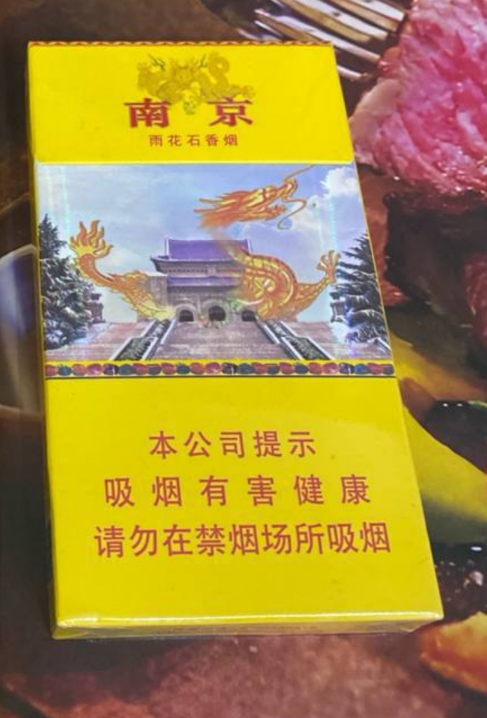 南京
雨花石香烟
本公司提示
吸烟有害健康
请勿在禁烟场所吸烟